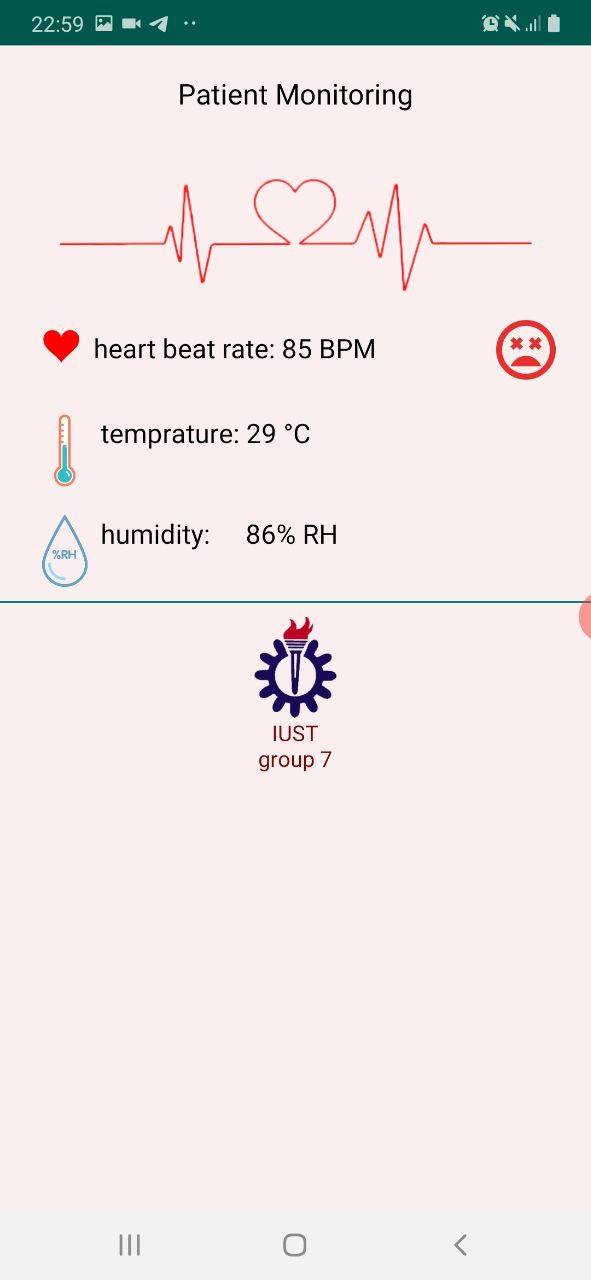 22:59
Patient Monitoring
heart beat rate: 85 BPM
temprature: 29 °C
humidity: 86% RH
%RH
IUST
group 7